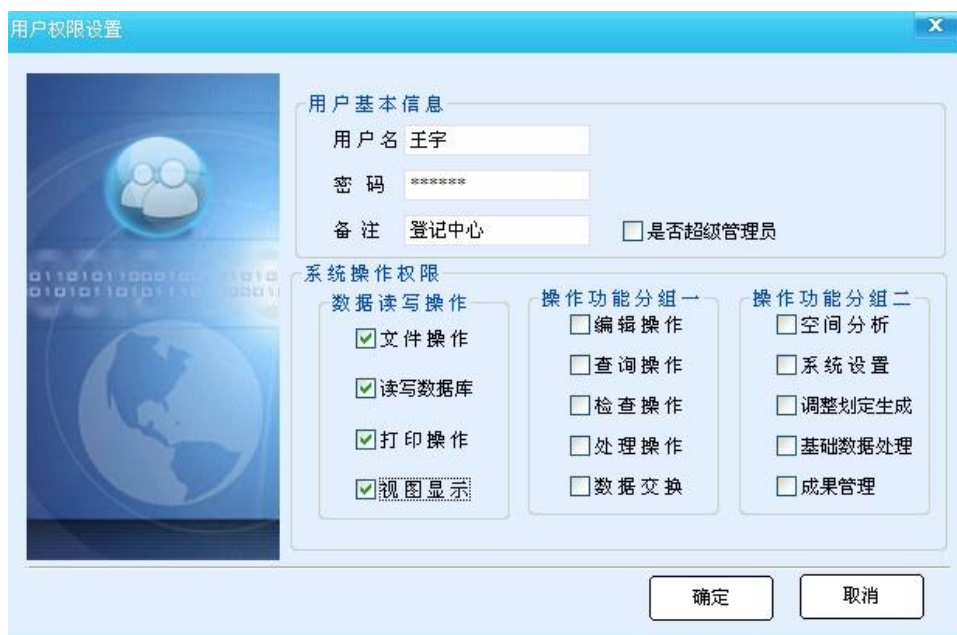 用户权限设置
X
用户基本信息
用户名 王宇
密码 ******
备注 登记中心 是否超级管理员
系统操作权限
数据读写操作
文件操作
读写数据库
打印操作
视图显示
操作功能分组一
编辑操作
查询操作
检查操作
处理操作
数据交换
操作功能分组二
空间分析
系统设置
调整划定生成
基础数据处理
成果管理
确定 取消